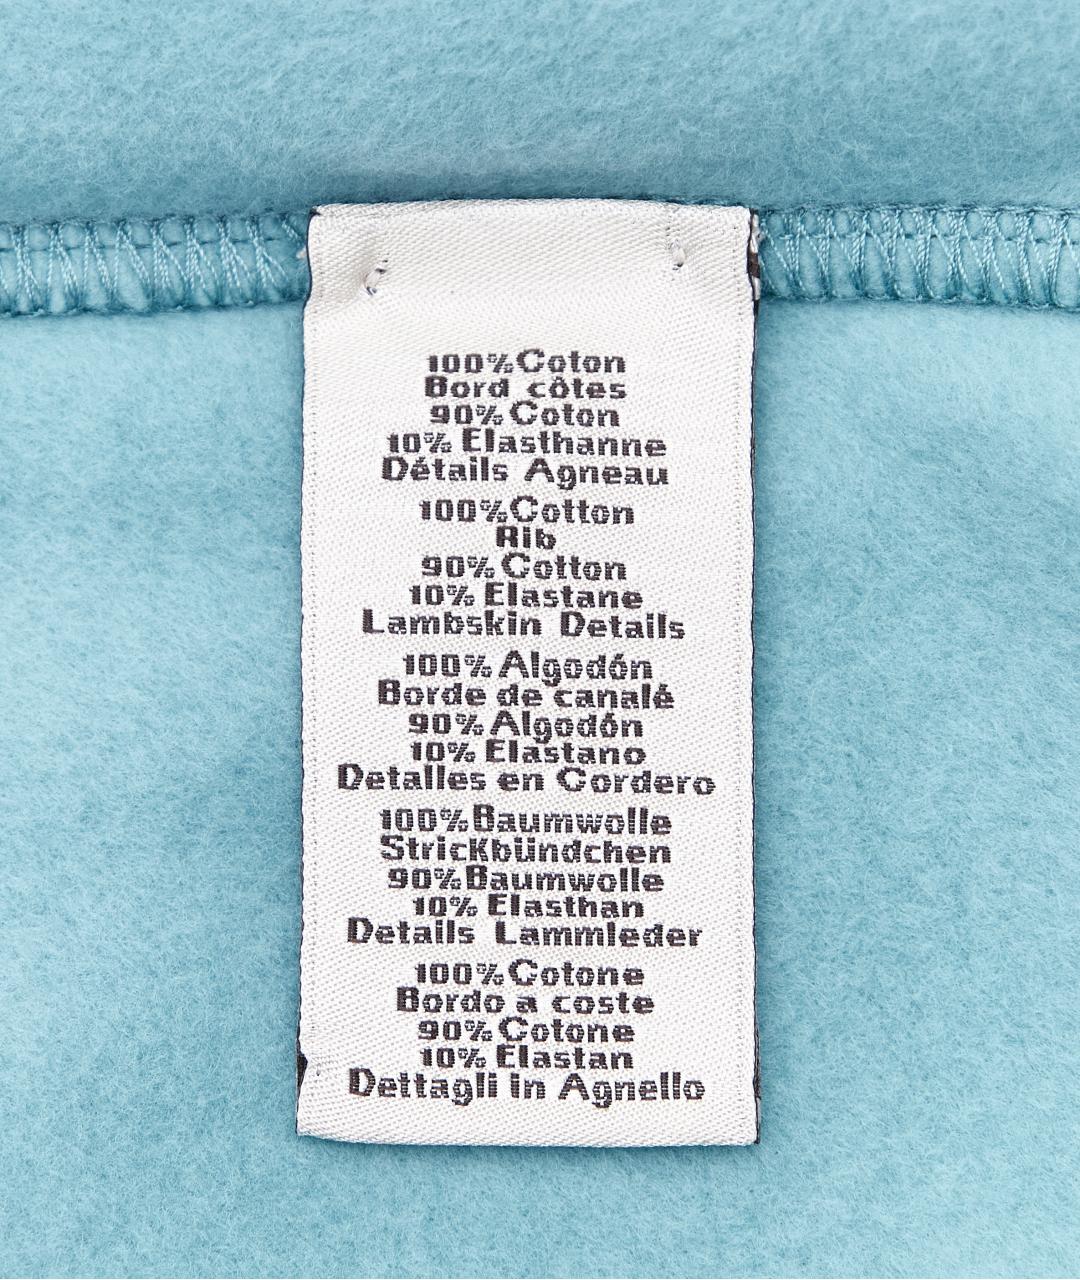 100% Coton
Bord côtes
90% Coton
10% Elasthanne
Détails Agneau
100% Cotton
Rib
90% Cotton
10% Elastane
Lambskin Details
100% Algodón
Borde de canalé
90% Algodón
10% Elastano
Detalles en Cordero
100% Baumwolle
Strickbündchen
90% Baumwolle
10% Elasthan
Details Lammleder
100% Cotone
Bordo a coste
90% Cotone
10% Elastan
Dettagli in Agnello